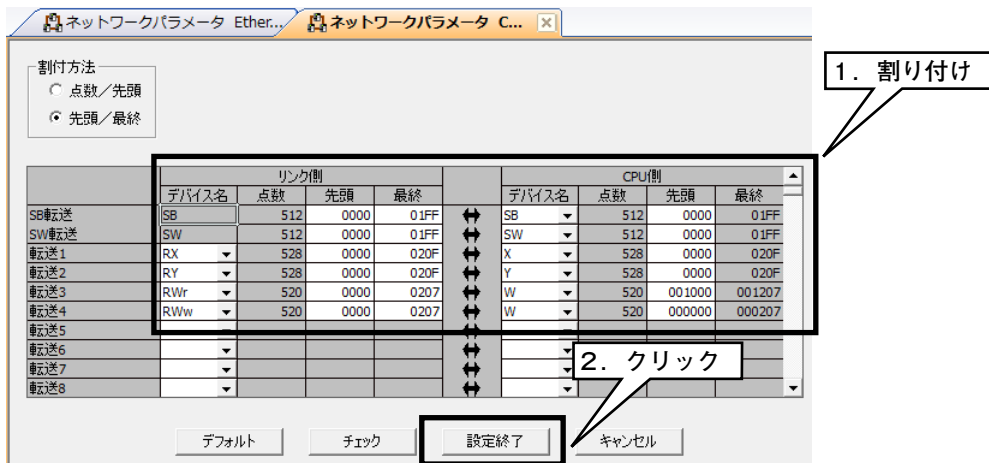 ネットワークパラメータ Ether... ネットワークパラメータ C...
割付方法
点数／先頭
先頭／最終
1．割り付け
リンク側 CPU側
デバイス名 点数 先頭 最終 デバイス名 点数 先頭 最終
SB転送 SB 512 0000 01FF SB 512 0000 01FF
SW転送 SW 512 0000 01FF SW 512 0000 01FF
転送1 RX 528 0000 020F X 528 0000 020F
転送2 RY 528 0000 020F Y 528 0000 020F
転送3 RWr 520 0000 0207 W 520 001000 001207
転送4 RWw 520 0000 0207 W 520 000000 000207
転送5
転送6
転送7
転送8
2．クリック
デフォルト チェック 設定終了 キャンセル